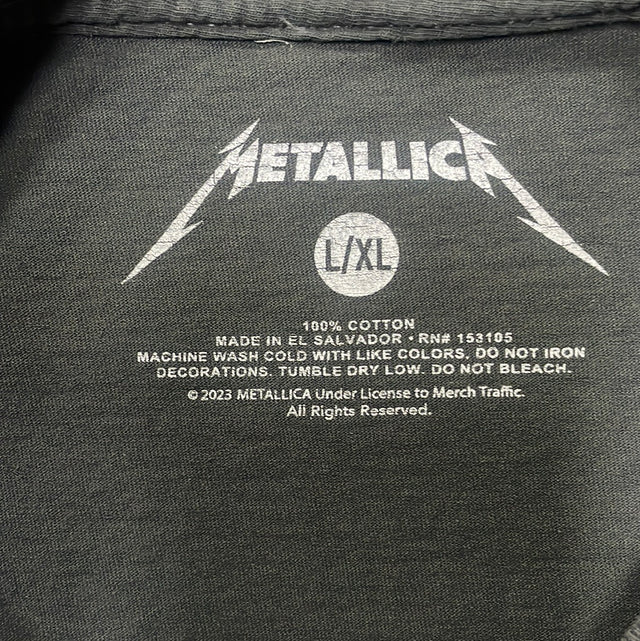 METALLICA
L/XL
100% COTTON
MADE IN EL SALVADOR • RN# 153105
MACHINE WASH COLD WITH LIKE COLORS. DO NOT IRON
DECORATIONS. TUMBLE DRY LOW. DO NOT BLEACH.
© 2023 METALLICA Under License to Merch Traffic.
All Rights Reserved.